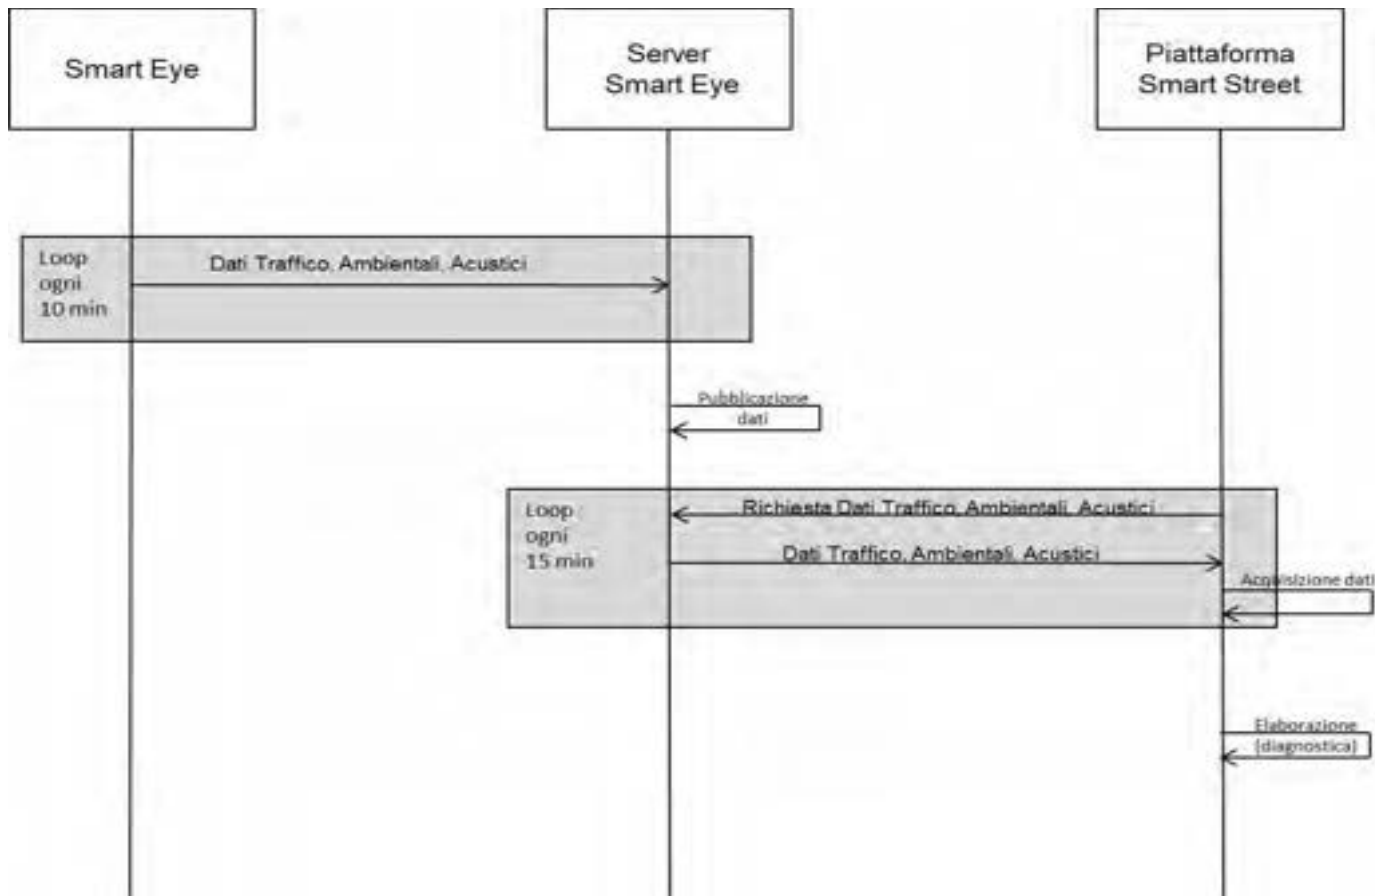 Smart Eye
Server
Smart Eye
Piattaforma
Smart Street
Loop
ogni
10 min
Dati Traffico, Ambientali, Acustici
Pubblicazione
dati
Loop
ogni
15 min
Richiesta Dati Traffico, Ambientali, Acustici
Dati Traffico, Ambientali, Acustici
Acquisizione dati
Elaborazione
(diagnostica)